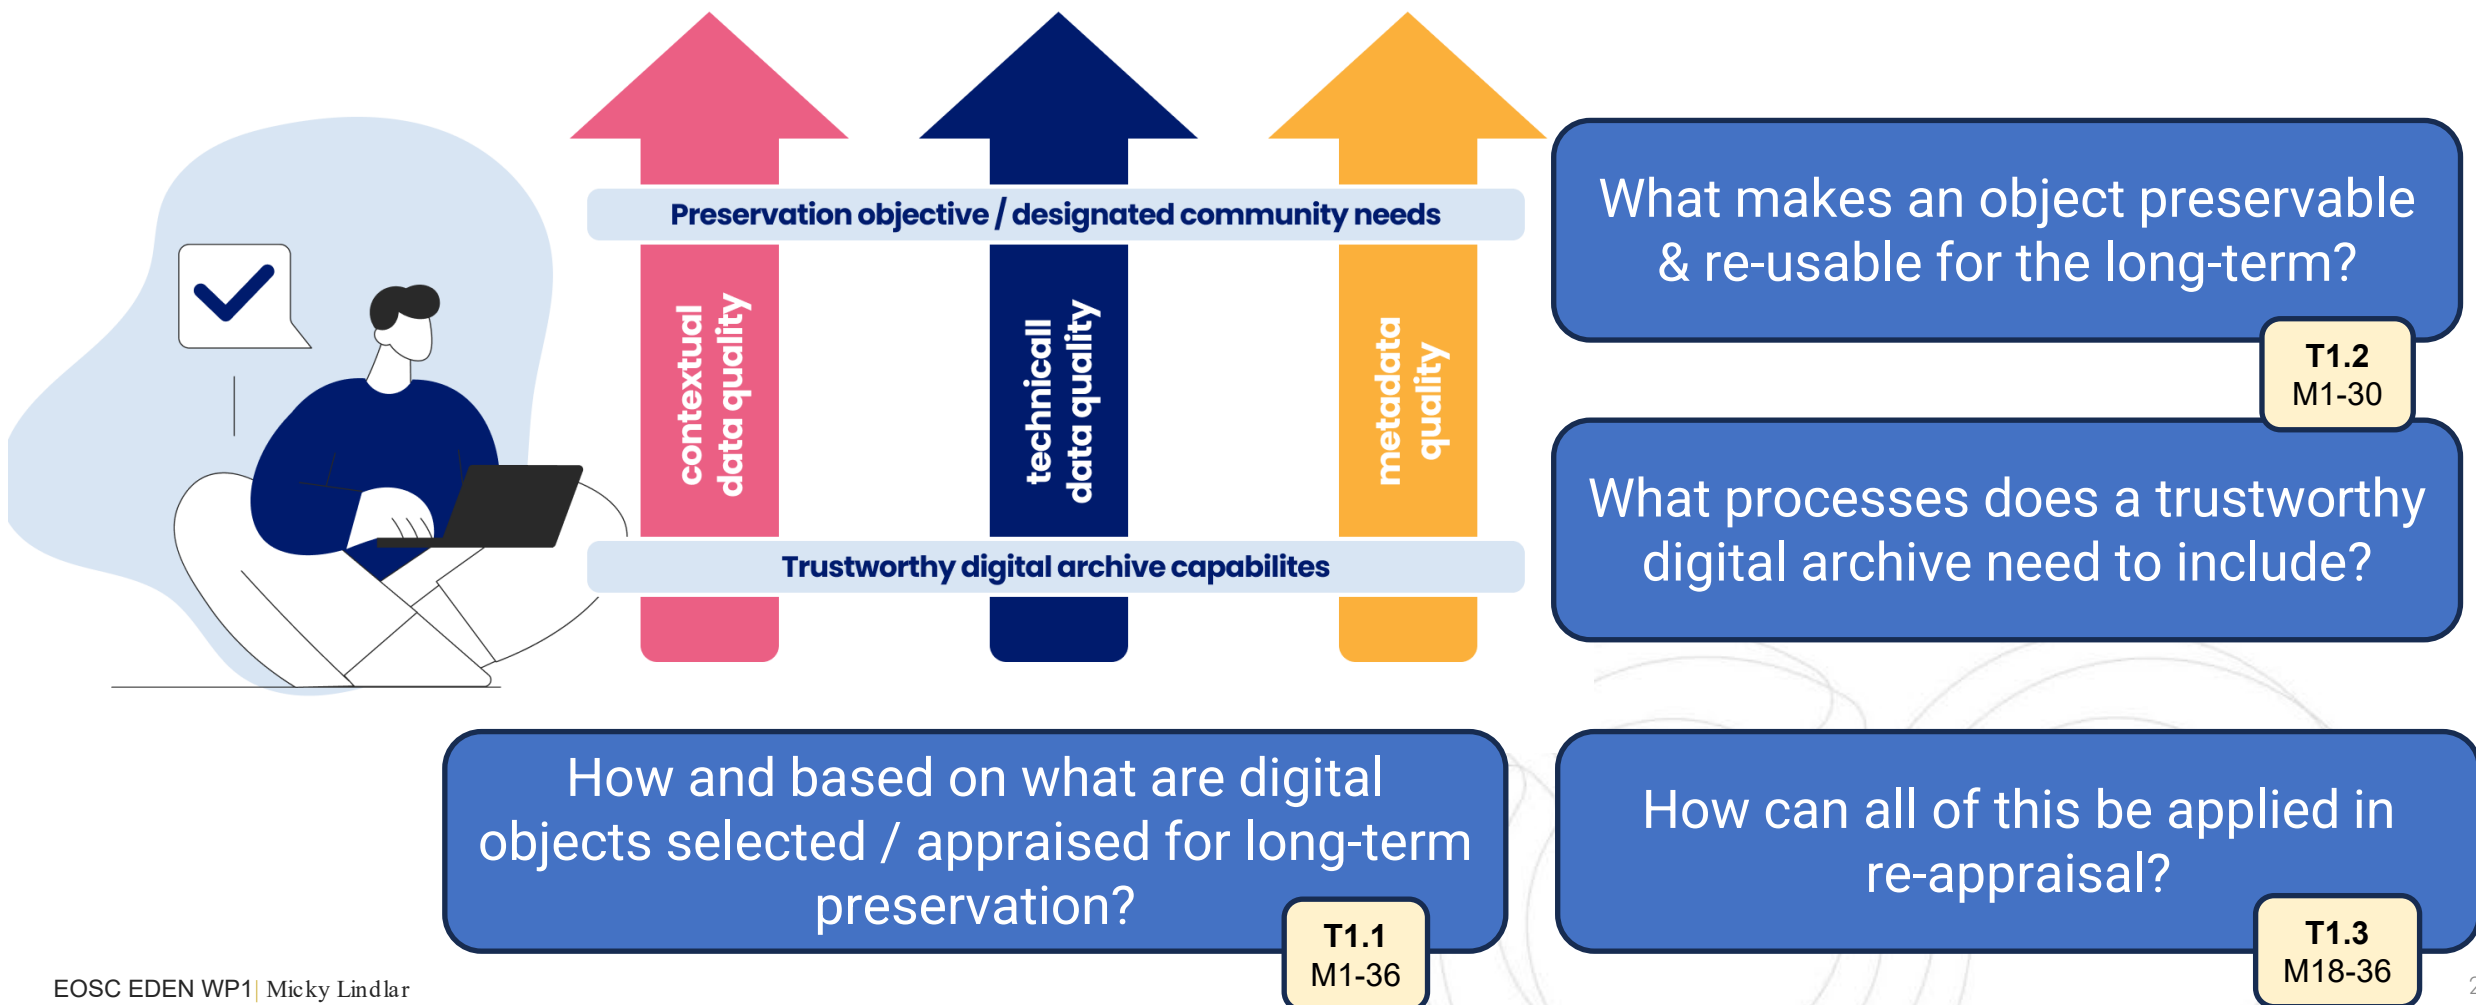 Preservation objective / designated community needs
contextual
data quality
technicall
data quality
metadata
quality
Trustworthy digital archive capabilites
What makes an object preservable
& re-usable for the long-term?
T1.2
M1-30
What processes does a trustworthy
digital archive need to include?
How and based on what are digital
objects selected / appraised for long-term
preservation?
T1.1
M1-36
How can all of this be applied in
re-appraisal?
T1.3
M18-36
EOSC EDEN WP1| Micky Lindlar
2